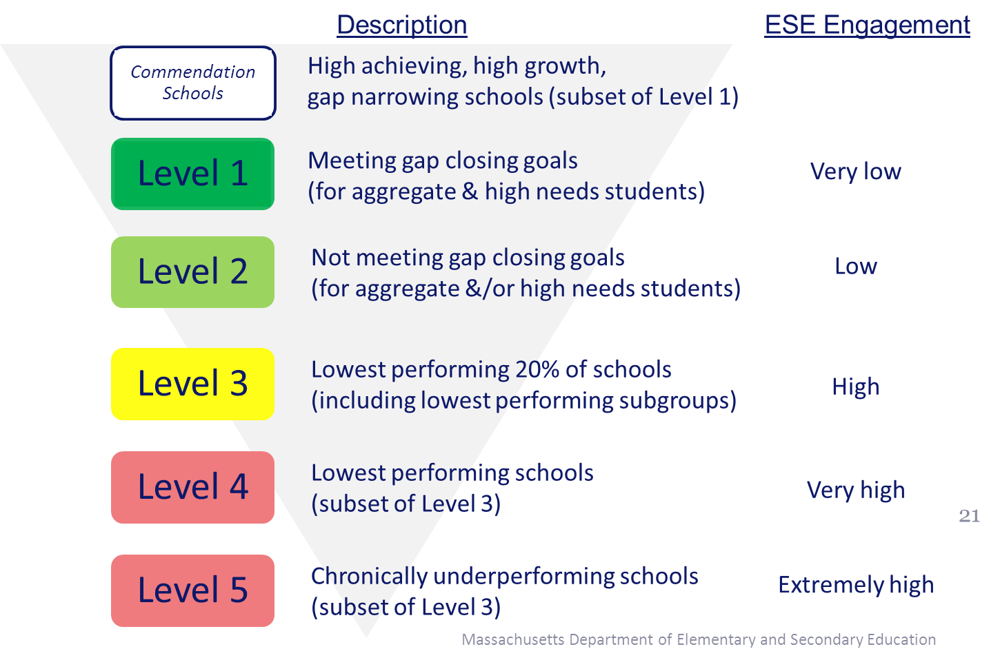 Description
ESE Engagement
Commendation
Schools
High achieving, high growth,
gap narrowing schools (subset of Level 1)
Level 1
Meeting gap closing goals
(for aggregate & high needs students)
Very low
Level 2
Not meeting gap closing goals
(for aggregate &/or high needs students)
Low
Level 3
Lowest performing 20% of schools
(including lowest performing subgroups)
High
Level 4
Lowest performing schools
(subset of Level 3)
Very high
21
Level 5
Chronically underperforming schools
(subset of Level 3)
Extremely high
Massachusetts Department of Elementary and Secondary Education